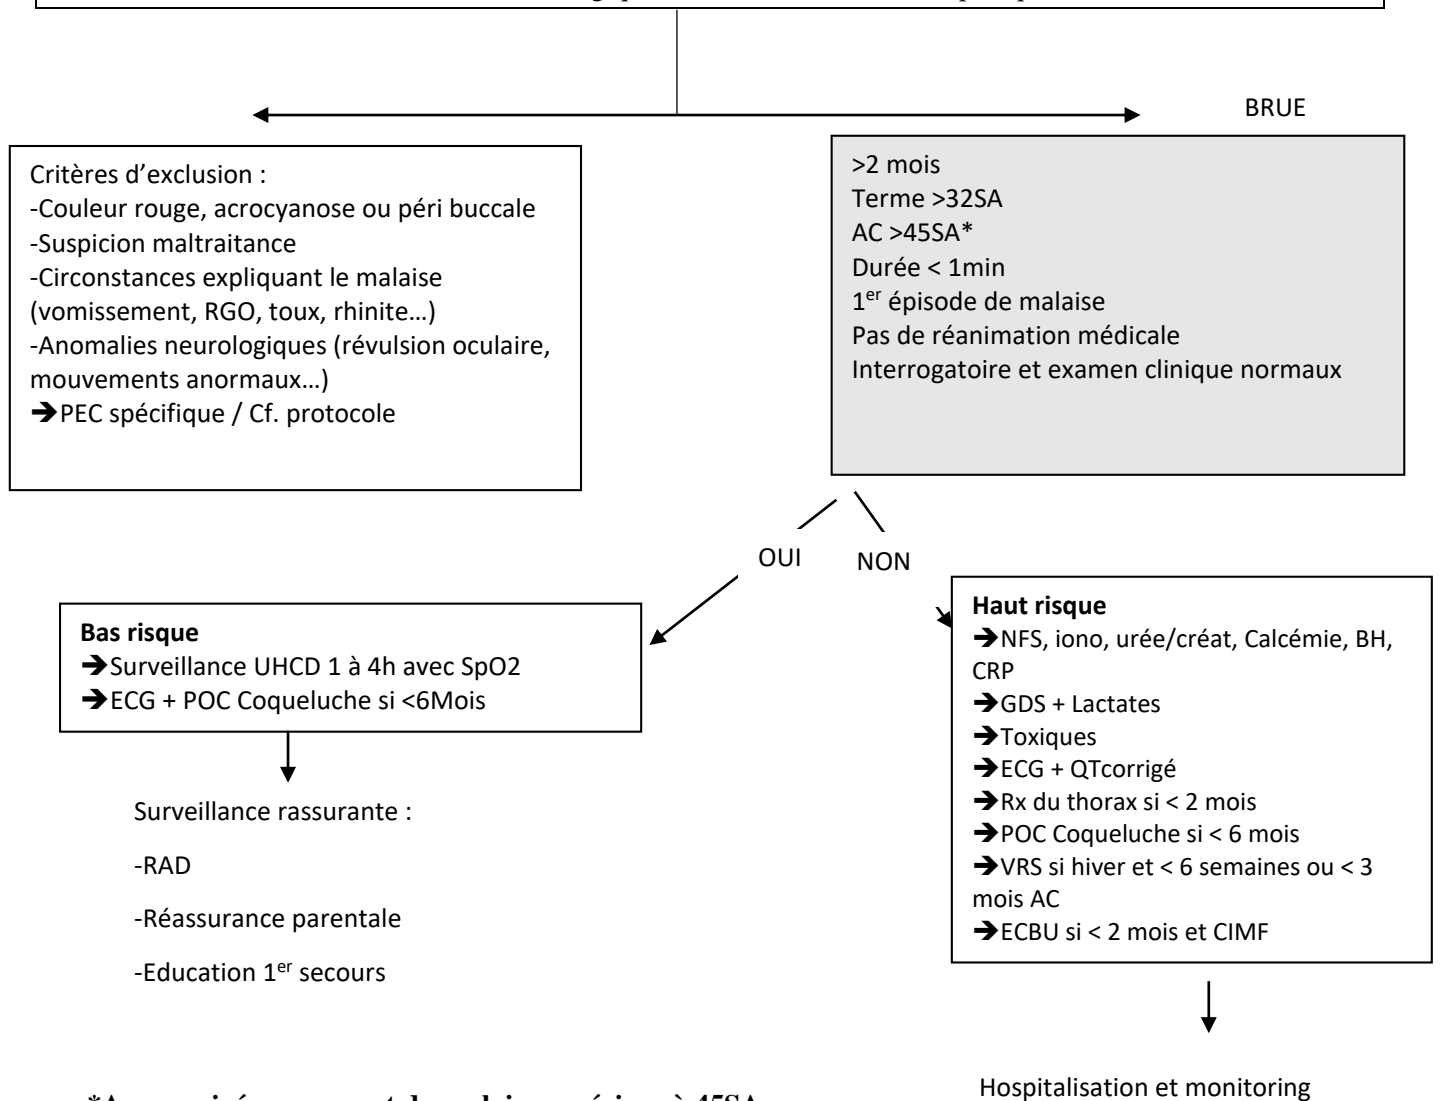 BRUE
Critères d’exclusion :
-Couleur rouge, acrocyanose ou péri buccale
-Suspicion maltraitance
-Circonstances expliquant le malaise
(vomissement, RGO, toux, rhinite…)
-Anomalies neurologiques (révulsion oculaire,
mouvements anormaux…)
➔PEC spécifique / Cf. protocole
>2 mois
Terme >32SA
AC >45SA*
Durée < 1min
1er épisode de malaise
Pas de réanimation médicale
Interrogatoire et examen clinique normaux
OUI
NON
Bas risque
➔Surveillance UHCD 1 à 4h avec SpO2
➔ECG + POC Coqueluche si <6Mois
Surveillance rassurante :
-RAD
-Réassurance parentale
-Education 1er secours
Haut risque
➔NFS, iono, urée/créat, Calcémie, BH,
CRP
➔GDS + Lactates
➔Toxiques
➔ECG + QTcorrigé
➔Rx du thorax si < 2 mois
➔POC Coqueluche si < 6 mois
➔VRS si hiver et < 6 semaines ou < 3
mois AC
➔ECBU si < 2 mois et CIMF
Hospitalisation et monitoring
à 45SA